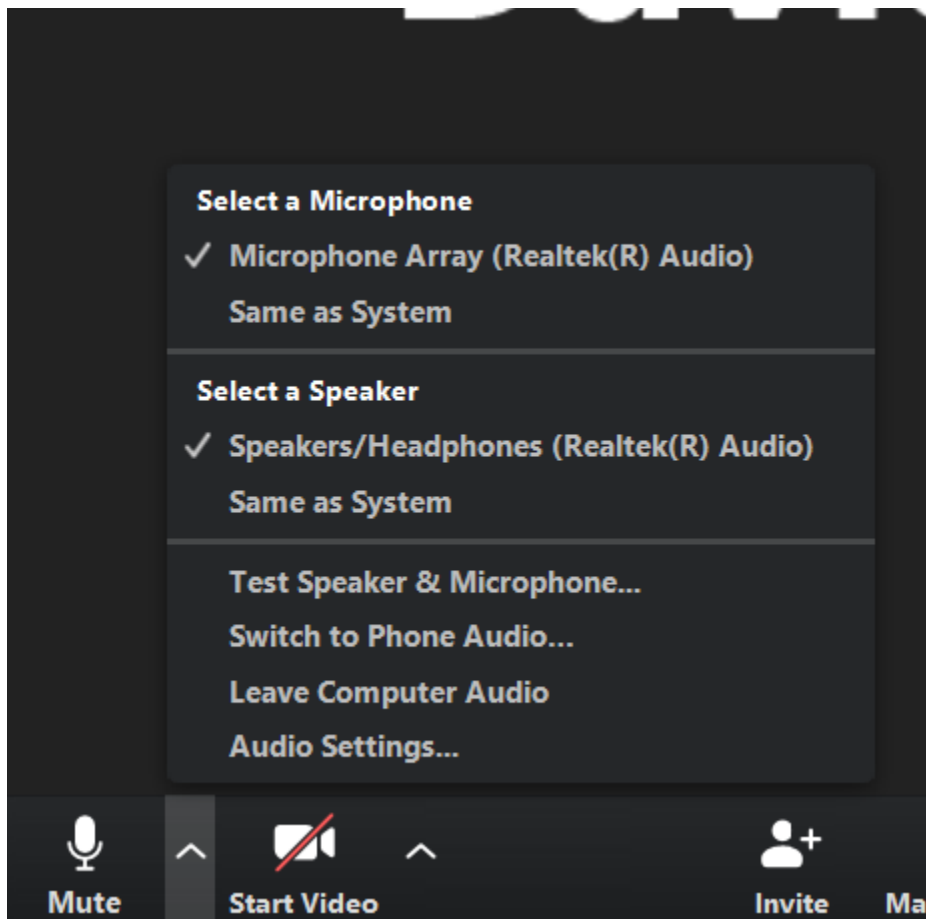 Select a Microphone
Microphone Array (Realtek(R) Audio)
Same as System
Select a Speaker
Speakers/Headphones (Realtek(R) Audio)
Same as System
Test Speaker & Microphone...
Switch to Phone Audio...
Leave Computer Audio
Audio Settings...
Mute
Start Video
Invite